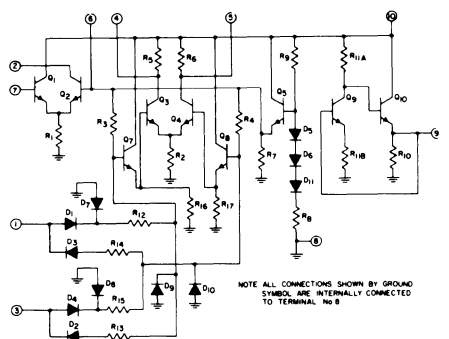 6 4 5 10
2
7
Q1
Q2
R1
R3
Q7
R5 R6
Q3
Q4
R2
Q8
R4
R16 R17
Q5
R7
R9
D5
D6
D11
R8
8
R11A
Q9
Q10
R11B
R10
9
1
D1
D7
R12
D3
R14
D8
3
D4
R15
D2
R13
D9
D10
NOTE ALL CONNECTIONS SHOWN BY GROUND
SYMBOL ARE INTERNALLY CONNECTED
TO TERMINAL No 8